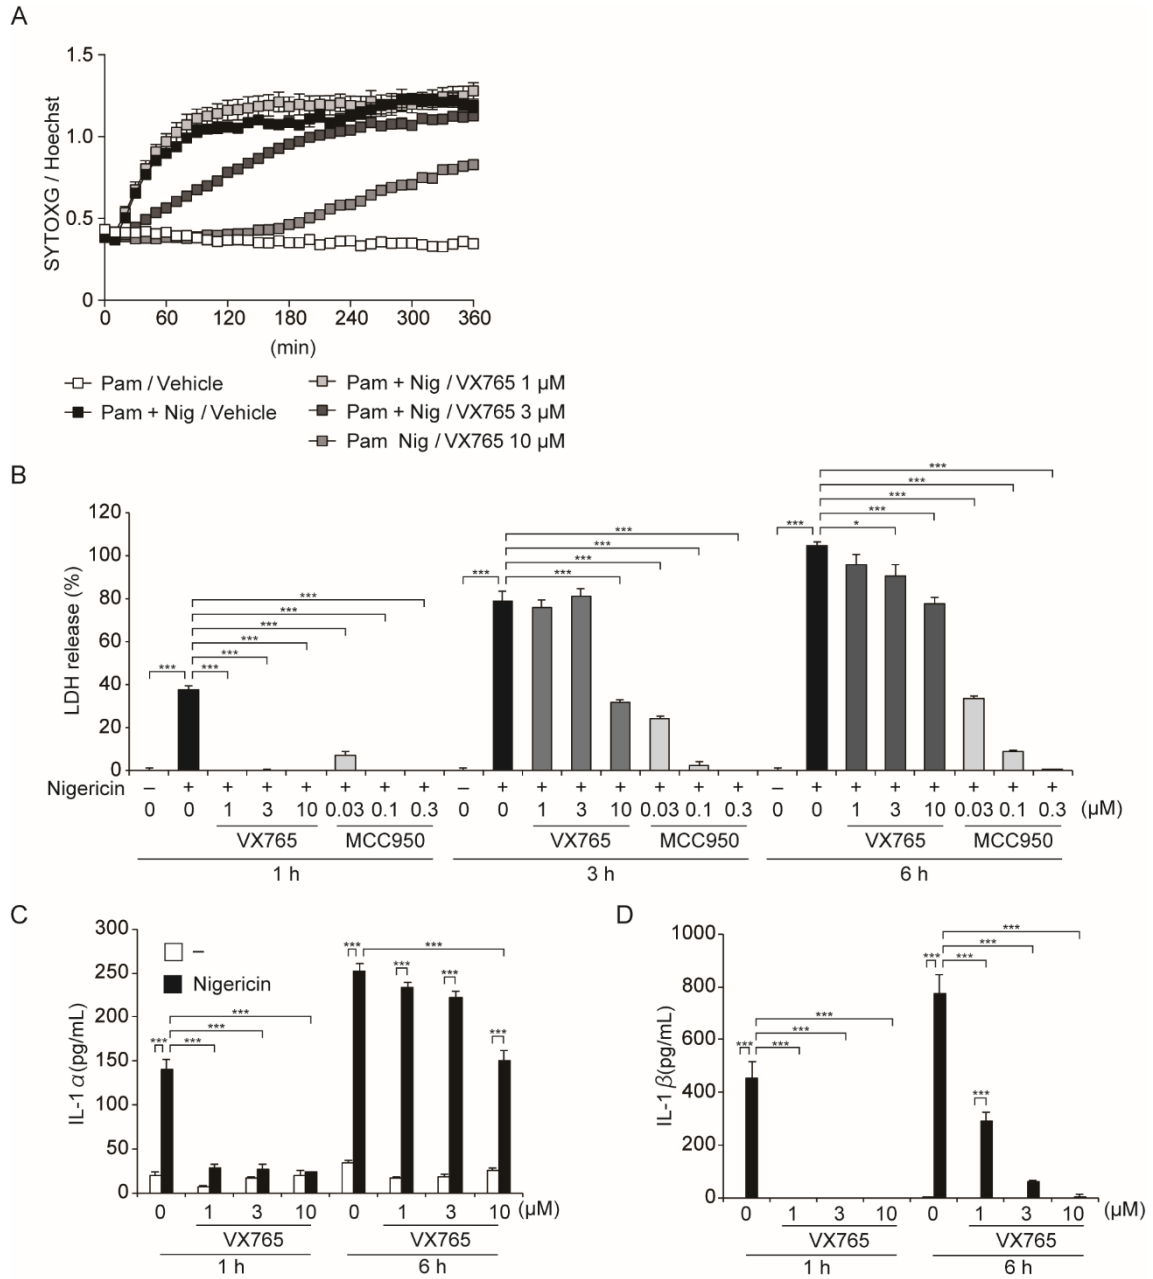 A
1.5
1.0
0.5
0
SYTOXG / Hoechst
0 60 120 180 240 300 360
(min)
Pam / Vehicle
Pam + Nig / Vehicle
Pam + Nig / VX765 1 µM
Pam + Nig / VX765 3 µM
Pam Nig / VX765 10 µM
B
120
100
80
60
40
20
0
LDH release (%)
*** *** *** *** *** *** ***
*** *** *** *** ***
*** * *** *** *** ***
Nigericin − + + + + + + + − + + + + + + + − + + + + + + +
0 0 1 3 10 0.03 0.1 0.3 0 0 1 3 10 0.03 0.1 0.3 0 0 1 3 10 0.03 0.1 0.3 (µM)
VX765 MCC950 VX765 MCC950 VX765 MCC950
1 h 3 h 6 h
C
300
250
200
150
100
50
0
IL-1 α(pg/mL)
−
Nigericin
*** *** *** ***
*** *** *** *** ***
0 1 3 10 0 1 3 10 (µM)
VX765 VX765
1 h 6 h
D
1000
800
600
400
200
0
IL-1 β(pg/mL)
*** *** *** ***
*** *** *** *** ***
0 1 3 10 0 1 3 10 (µM)
VX765 VX765
1 h 6 h